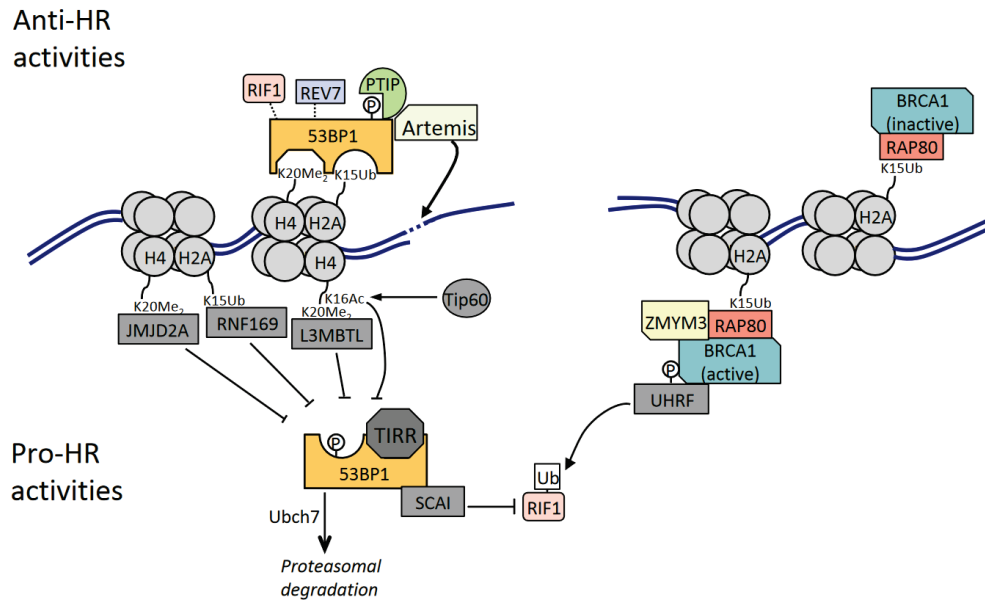 Anti-HR
activities
RIF1
REV7
PTIP
P
53BP1
Artemis
K20Me2
K15Ub
H4
H2A
H4
H2A
H4
K20Me2
K15Ub
K16Ac
K20Me2
JMJD2A
RNF169
L3MBTL
Tip60
BRCA1
(inactive)
RAP80
K15Ub
H2A
H2A
K15Ub
ZMYM3
RAP80
BRCA1
(active)
P
UHRF
Pro-HR
activities
P
TIRR
53BP1
SCAI
Ub
RIF1
Ubch7
Proteasomal
degradation